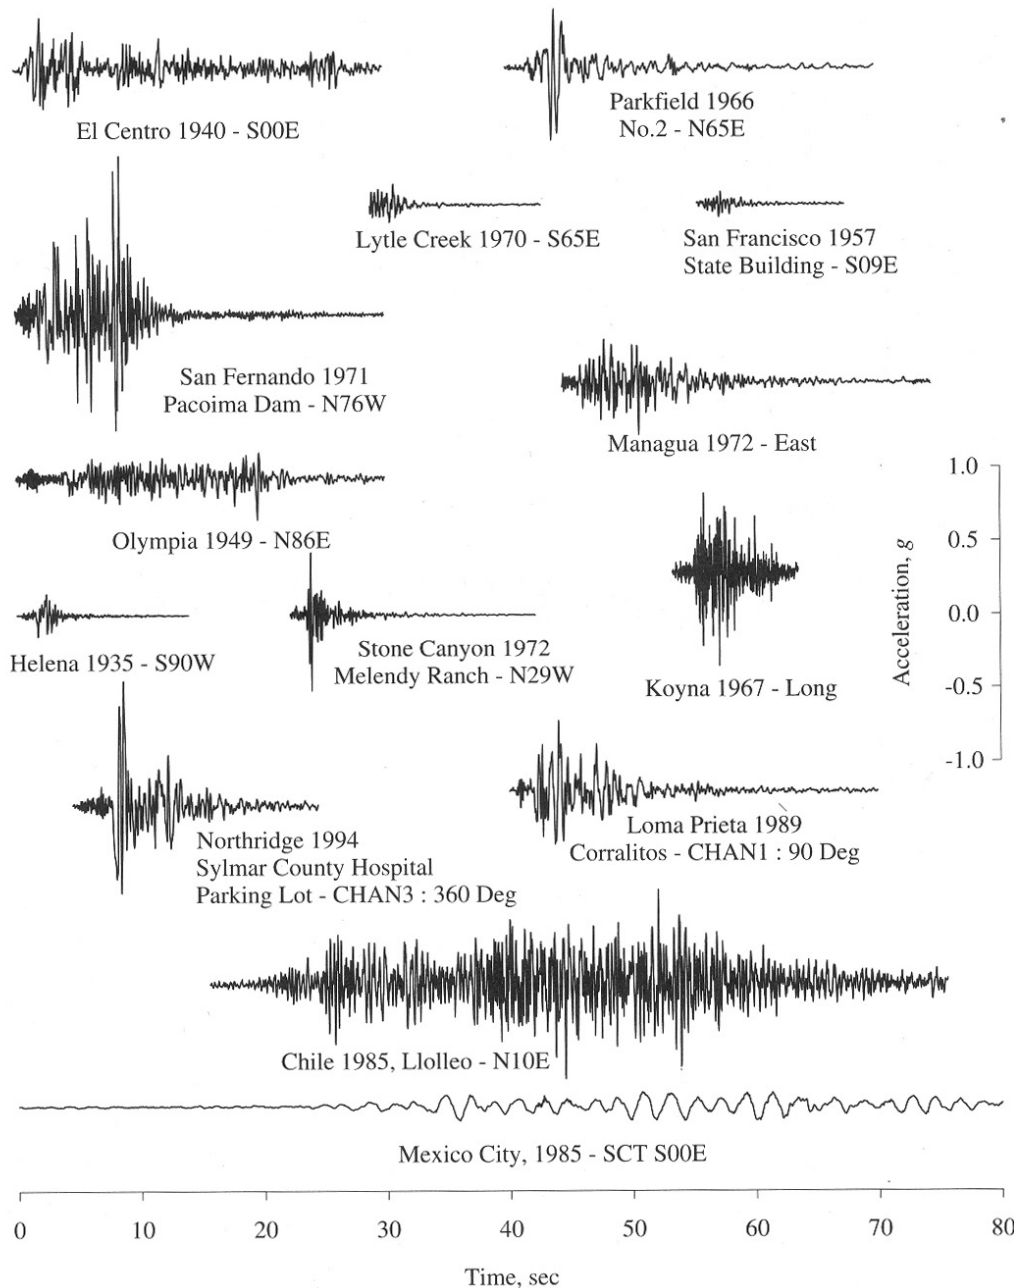 El Centro 1940 - S00E
Parkfield 1966
No.2 - N65E
Lytle Creek 1970 - S65E
San Francisco 1957
State Building - S09E
San Fernando 1971
Pacoima Dam - N76W
Managua 1972 - East
Olympia 1949 - N86E
1.0
0.5
0.0
-0.5
-1.0
Acceleration, g
Helena 1935 - S90W
Stone Canyon 1972
Melendy Ranch - N29W
Koyna 1967 - Long
Northridge 1994
Sylmar County Hospital
Parking Lot - CHAN3 : 360 Deg
Loma Prieta 1989
Corralitos - CHAN1 : 90 Deg
Chile 1985, Llolleo - N10E
Mexico City, 1985 - SCT S00E
0 10 20 30 40 50 60 70 80
Time, sec